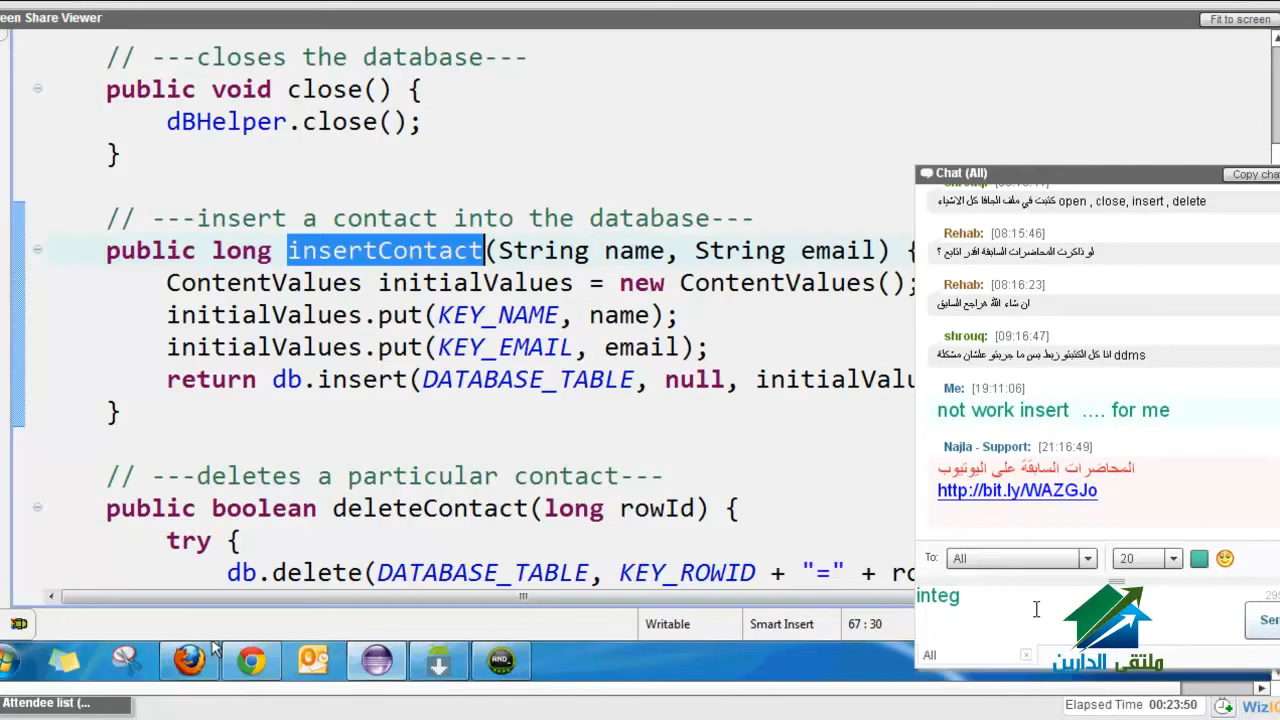 een Share Viewer
Fit to screen
// ---closes the database---
public void close() {
dBHelper.close();
}
// ---insert a contact into the database---
public long insertContact(String name, String email) {
ContentValues initialValues = new ContentValues();
initialValues.put(KEY_NAME, name);
initialValues.put(KEY_EMAIL, email);
return db.insert(DATABASE_TABLE, null, initialValu
}
// ---deletes a particular contact---
public boolean deleteContact(long rowId) {
try {
db.delete(DATABASE_TABLE, KEY_ROWID + "=" + ro
Chat (All)
Copy cha
كتبت في ملف الجافا كل الاشياء open , close, insert , delete
Rehab: [08:15:46]
لو ذاكرت المحاضرات السابقة اقدر اتابع ؟
Rehab: [08:16:23]
ان شاء الله هراجع السابق
shrouq: [09:16:47]
انا كل الكتبتو زبط بس ما جربتو علشان مشكلة ddms
Me: [19:11:06]
not work insert .... for me
Najla - Support: [21:16:49]
المحاضرات السابقة على اليوتيوب
http://bit.ly/WAZGJo
To: All 20
integ
Sen
All
ملتقى الدارين
Writable Smart Insert 67 : 30
Attendee list (...
Elapsed Time 00:23:50 WizI